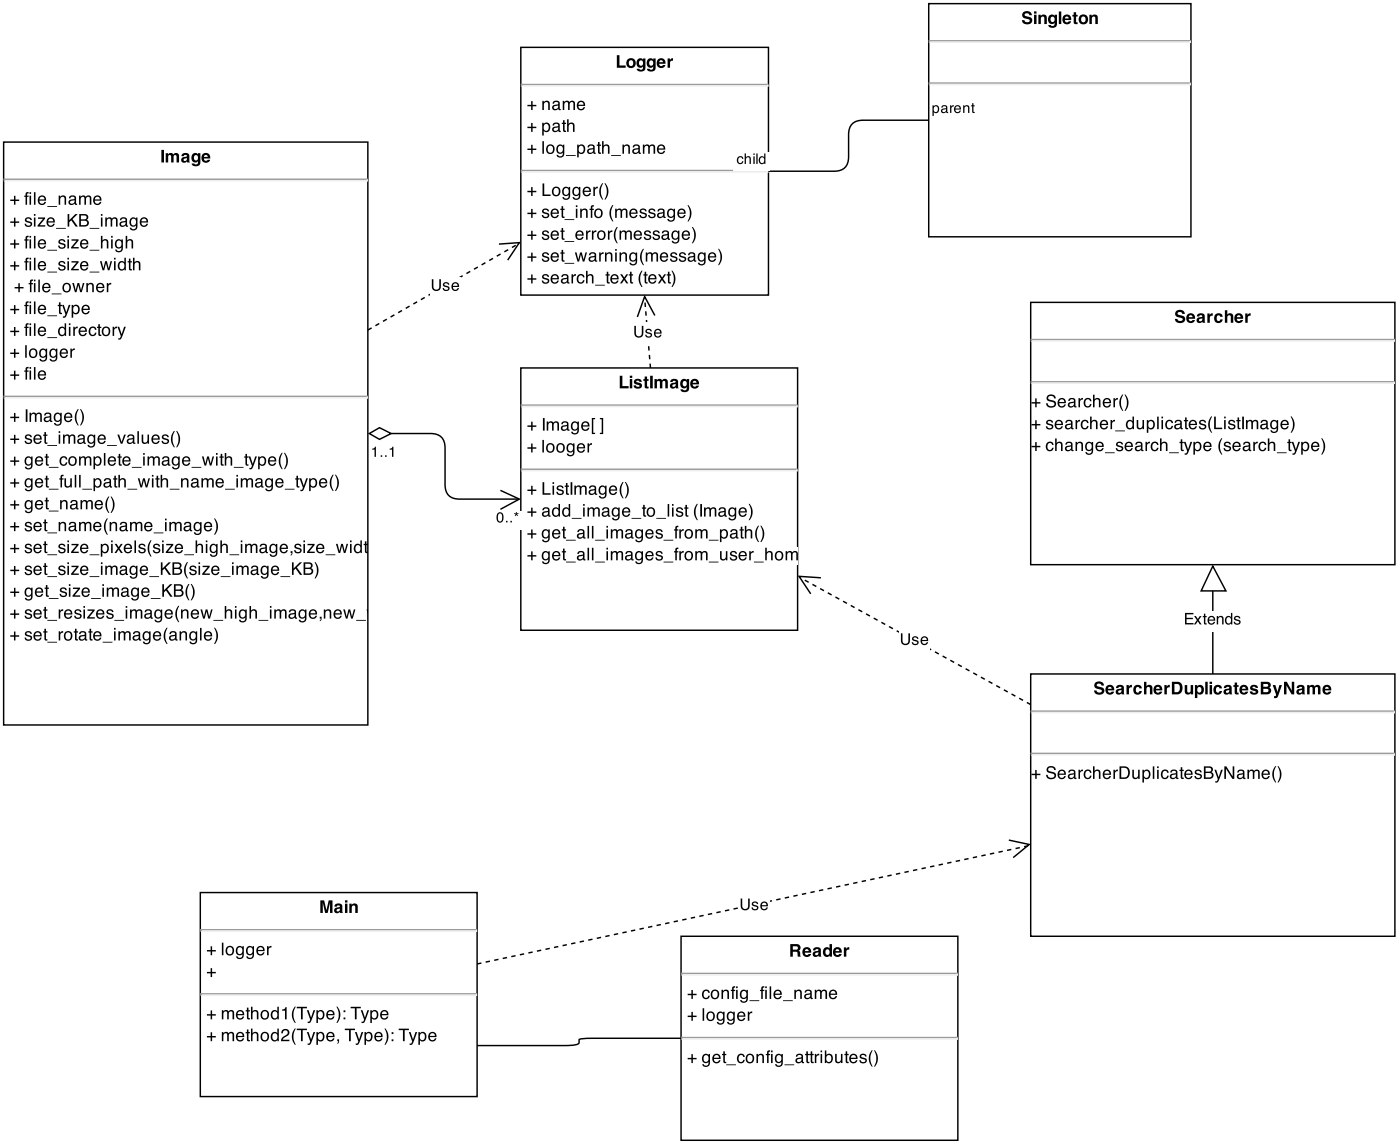 Singleton
parent
Logger
+ name
+ path
+ log_path_name
child
+ Logger()
+ set_info (message)
+ set_error(message)
+ set_warning(message)
+ search_text (text)
Image
+ file_name
+ size_KB_image
+ file_size_high
+ file_size_width
+ file_owner
+ file_type
+ file_directory
+ logger
+ file
+ Image()
+ set_image_values()
+ get_complete_image_with_type()
+ get_full_path_with_name_image_type()
+ get_name()
+ set_name(name_image)
+ set_size_pixels(size_high_image,size_widt
+ set_size_image_KB(size_image_KB)
+ get_size_image_KB()
+ set_resizes_image(new_high_image,new_
+ set_rotate_image(angle)
Use
Use
1..1
0..*
ListImage
+ Image[ ]
+ looger
+ ListImage()
+ add_image_to_list (Image)
+ get_all_images_from_path()
+ get_all_images_from_user_hom
Searcher
+ Searcher()
+ searcher_duplicates(ListImage)
+ change_search_type (search_type)
Extends
Use
SearcherDuplicatesByName
+ SearcherDuplicatesByName()
Use
Main
+ logger
+
+ method1(Type): Type
+ method2(Type, Type): Type
Reader
+ config_file_name
+ logger
+ get_config_attributes()